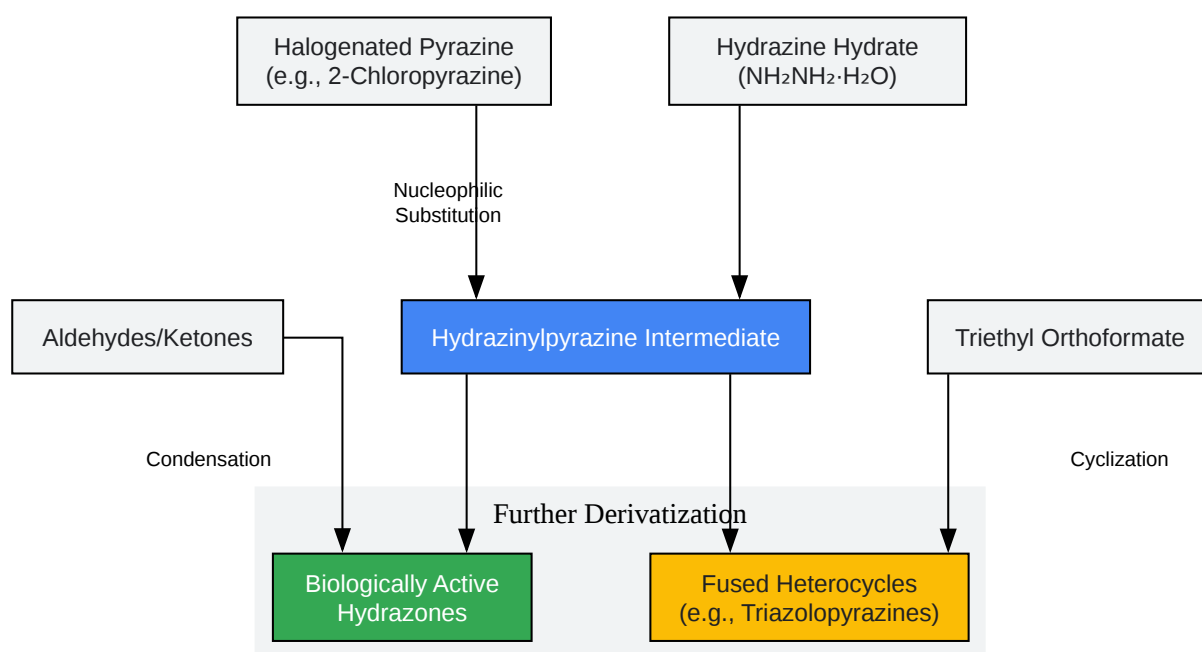 Halogenated Pyrazine
(e.g., 2-Chloropyrazine)
Hydrazine Hydrate
(NH₂NH₂·H₂O)
Nucleophilic
Substitution
Aldehydes/Ketones
Hydrazinylpyrazine Intermediate
Triethyl Orthoformate
Condensation
Cyclization
Further Derivatization
Biologically Active
Hydrazones
Fused Heterocycles
(e.g., Triazolopyrazines)